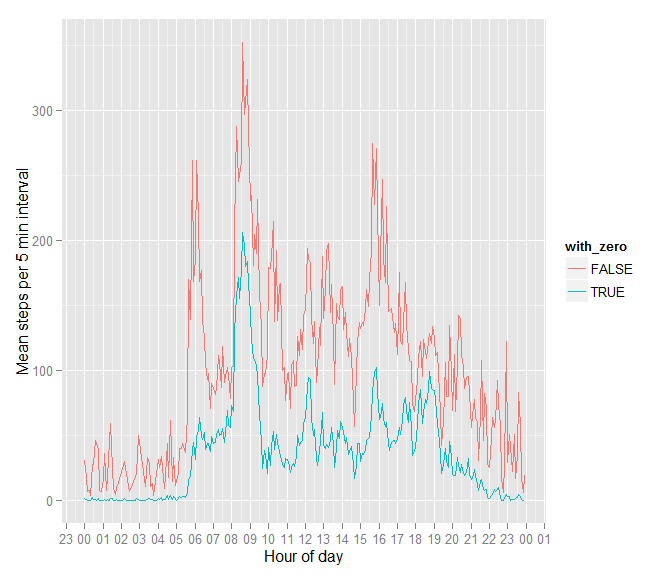 300
200
100
0
Mean steps per 5 min interval
23 00 01 02 03 04 05 06 07 08 09 10 11 12 13 14 15 16 17 18 19 20 21 22 23 00 01
Hour of day
with_zero
FALSE
TRUE